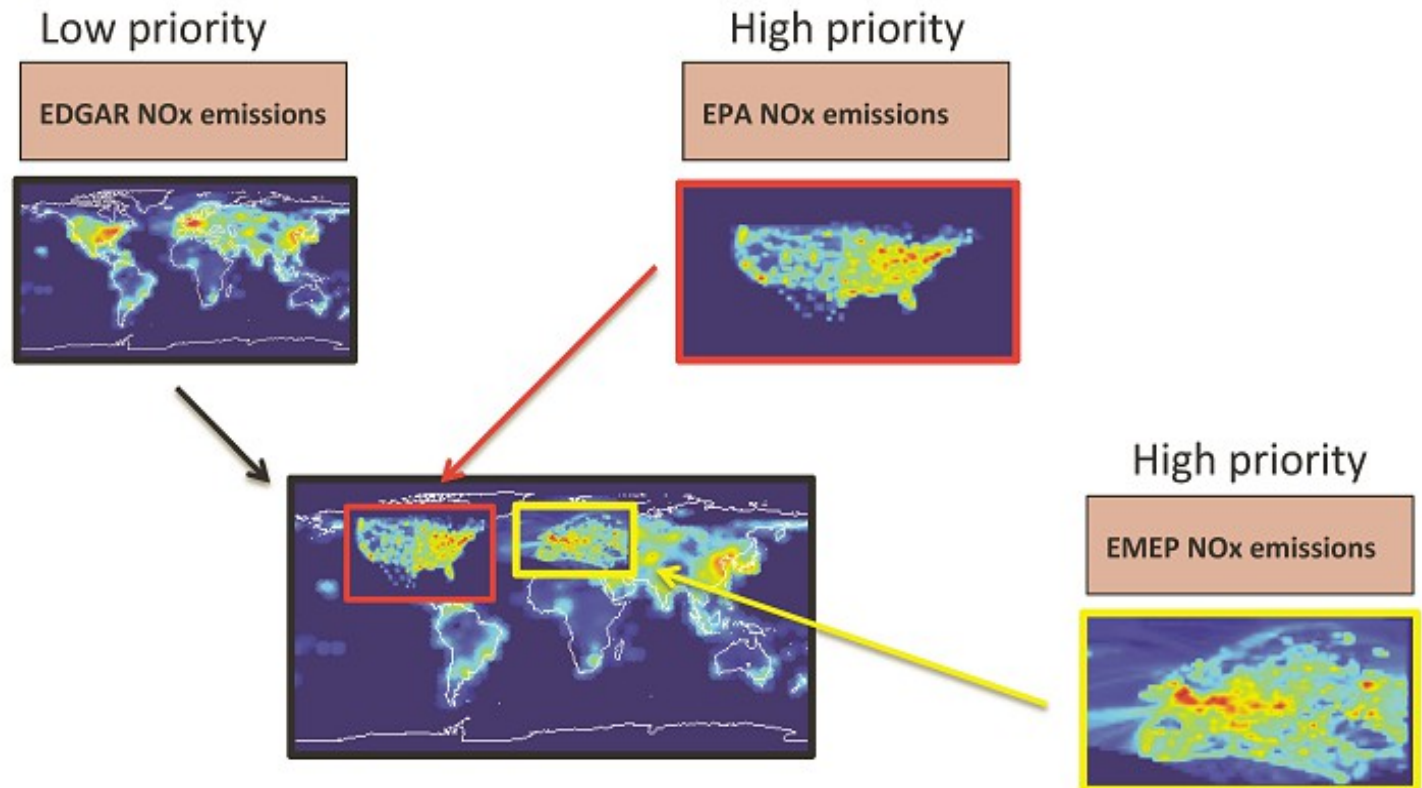 Low priority
EDGAR NOx emissions
High priority
EPA NOx emissions
High priority
EMEP NOx emissions